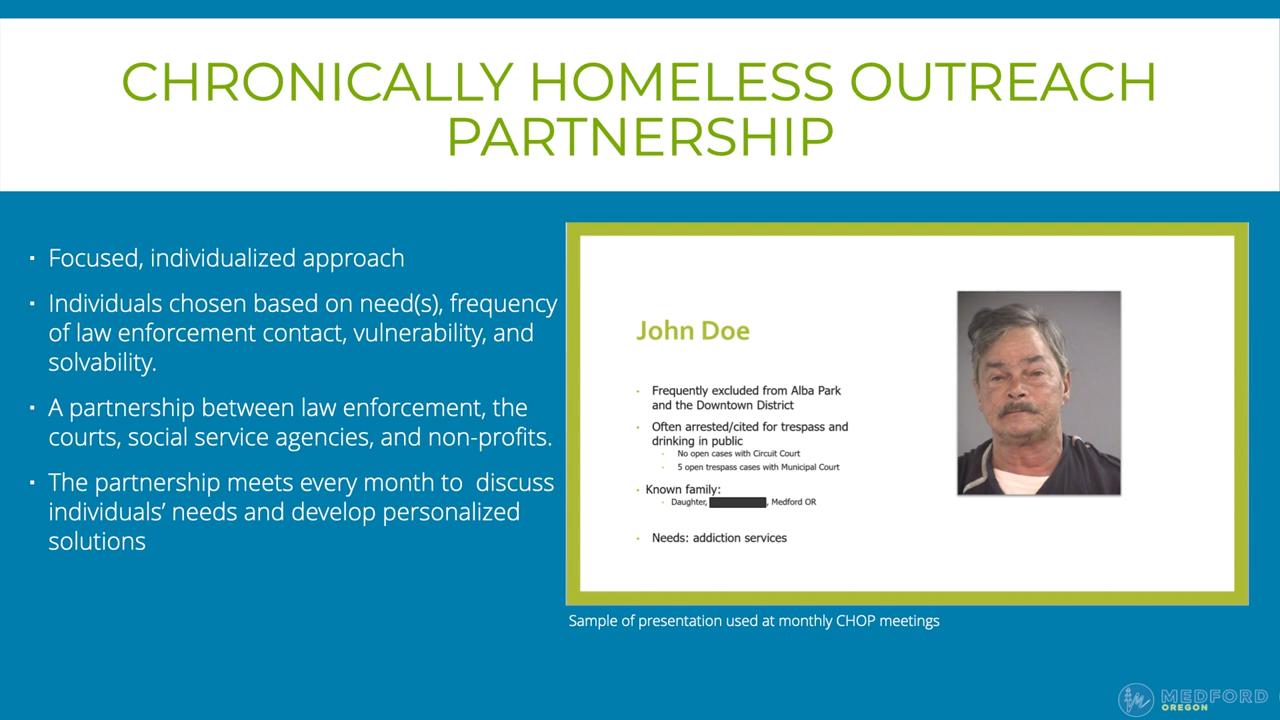 CHRONICALLY HOMELESS OUTREACH
PARTNERSHIP
▪ Focused, individualized approach
▪ Individuals chosen based on need(s), frequency
of law enforcement contact, vulnerability, and
solvability.
▪ A partnership between law enforcement, the
courts, social service agencies, and non-profits.
▪ The partnership meets every month to  discuss
individuals’ needs and develop personalized
solutions
John Doe
• Frequently excluded from Alba Park
and the Downtown District
• Often arrested/cited for trespass and
drinking in public
• No open cases with Circuit Court
• 5 open trespass cases with Municipal Court
• Known family:
• Daughter, , Medford OR
• Needs: addiction services
Sample of presentation used at monthly CHOP meetings
MEDFORD
OREGON